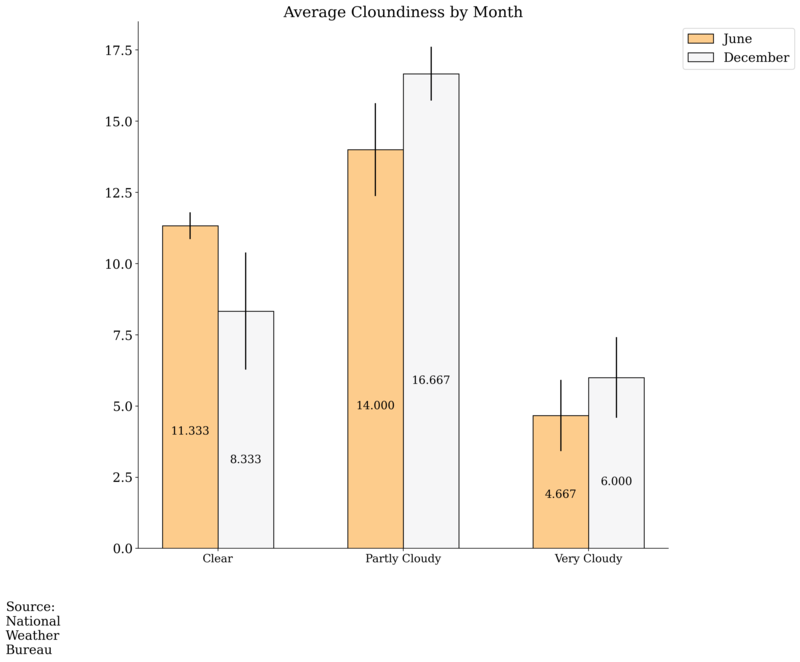 Average Cloundiness by Month
June
December
17.5
15.0
12.5
10.0
7.5
5.0
2.5
0.0
11.333
8.333
14.000
16.667
4.667
6.000
Clear
Partly Cloudy
Very Cloudy
Source:
National
Weather
Bureau